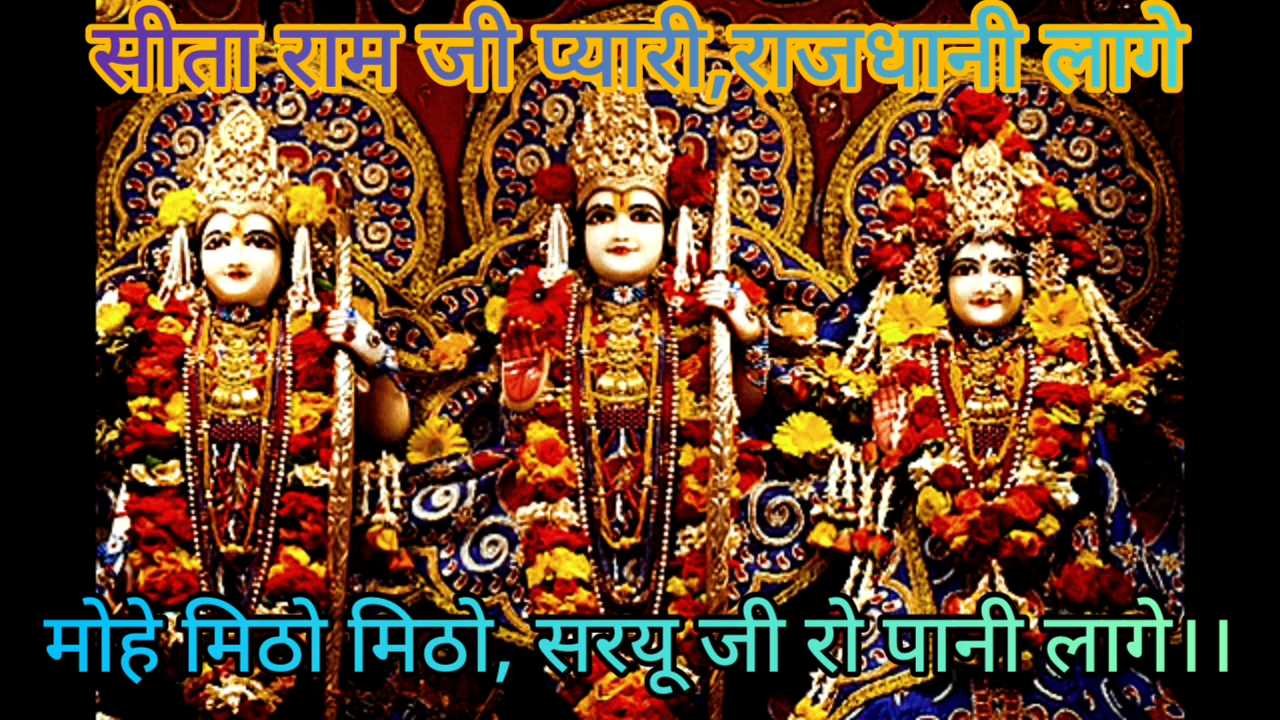 सीता राम जी प्यारी,राजधानी लागे
मोहे मिठो मिठो, सरयू जी रो पानी लागे।।